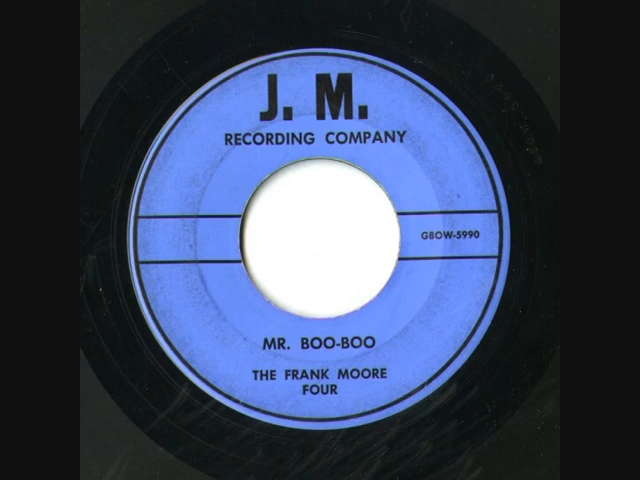 J. M.
RECORDING COMPANY
G8OW-5990
MR. BOO-BOO
THE FRANK MOORE
FOUR